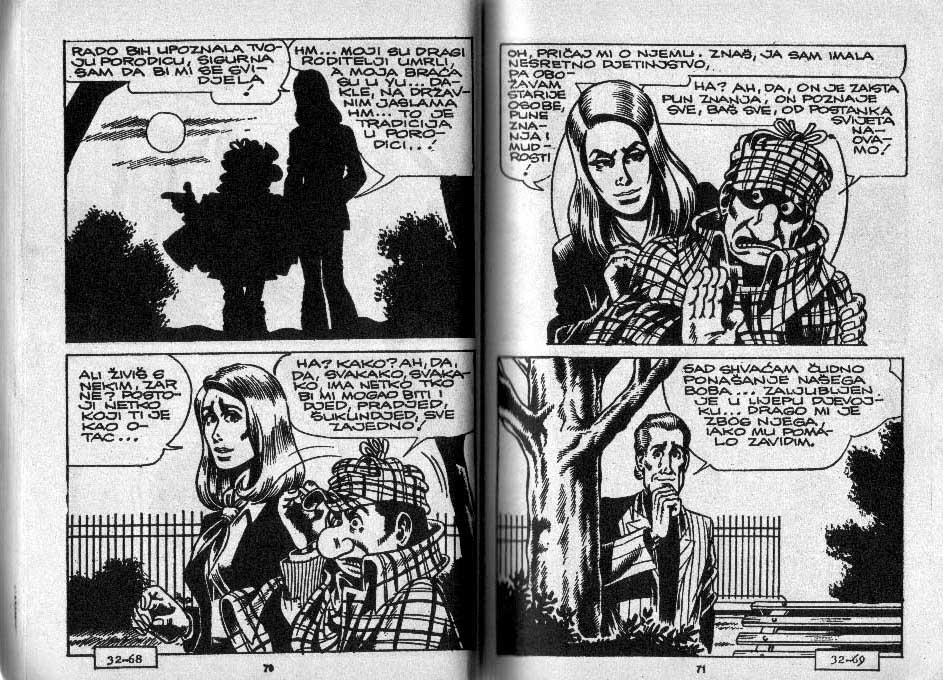 RADO BIH UPOZNALA TVO-
JU PORODICU, SIGURNA
SAM DA BI MI SE SVI-
DJELA!
HM... MOJI SU DRAGI
RODITELJI UMRLI,
A MOJA BRAĆA
SU U YU... DA-
KLE, NA DRŽAV-
NIM JASLAMA
HM... TO JE
TRADICIJA
U PORO-
DICI...!
ALI ŽIVIŠ S
NEKIM, ZAR
NE? POSTO-
JI NETKO
KOJI TI JE
KAO O-
TAC...
HA? KAKO? AH, DA,
DA, SVAKAKO, SVAKA-
KO, IMA NETKO TKO
BI MI MOGAO BITI I
DJED, PRADJED,
ŠUKUNDJED, SVE
ZAJEDNO!
32-68
70
OH, PRIČAJ MI O NJEMU. ZNAŠ, JA SAM IMALA
NESRETNO DJETINJSTVO,
PA OBO-
ŽAVAM
STARIJE
OSOBE,
PUNE
ZNA-
NJA I
MUD-
ROSTI!
HA? AH, DA, ON JE ZAISTA
PUN ZNANJA, ON POZNAJE
SVE, BAŠ SVE, OD POSTANKA
SVIJETA
NA-
OVA-
MO!
SAD SHVAĆAM ČUDNO
PONAŠANJE NAŠEGA
BOBA... ZALJUBLJEN
JE U LIJEPU DJEVOJ-
KU... DRAGO MI JE
ZBOG NJEGA,
IAKO MU POMA-
LO ZAVIDIM.
71
32-69